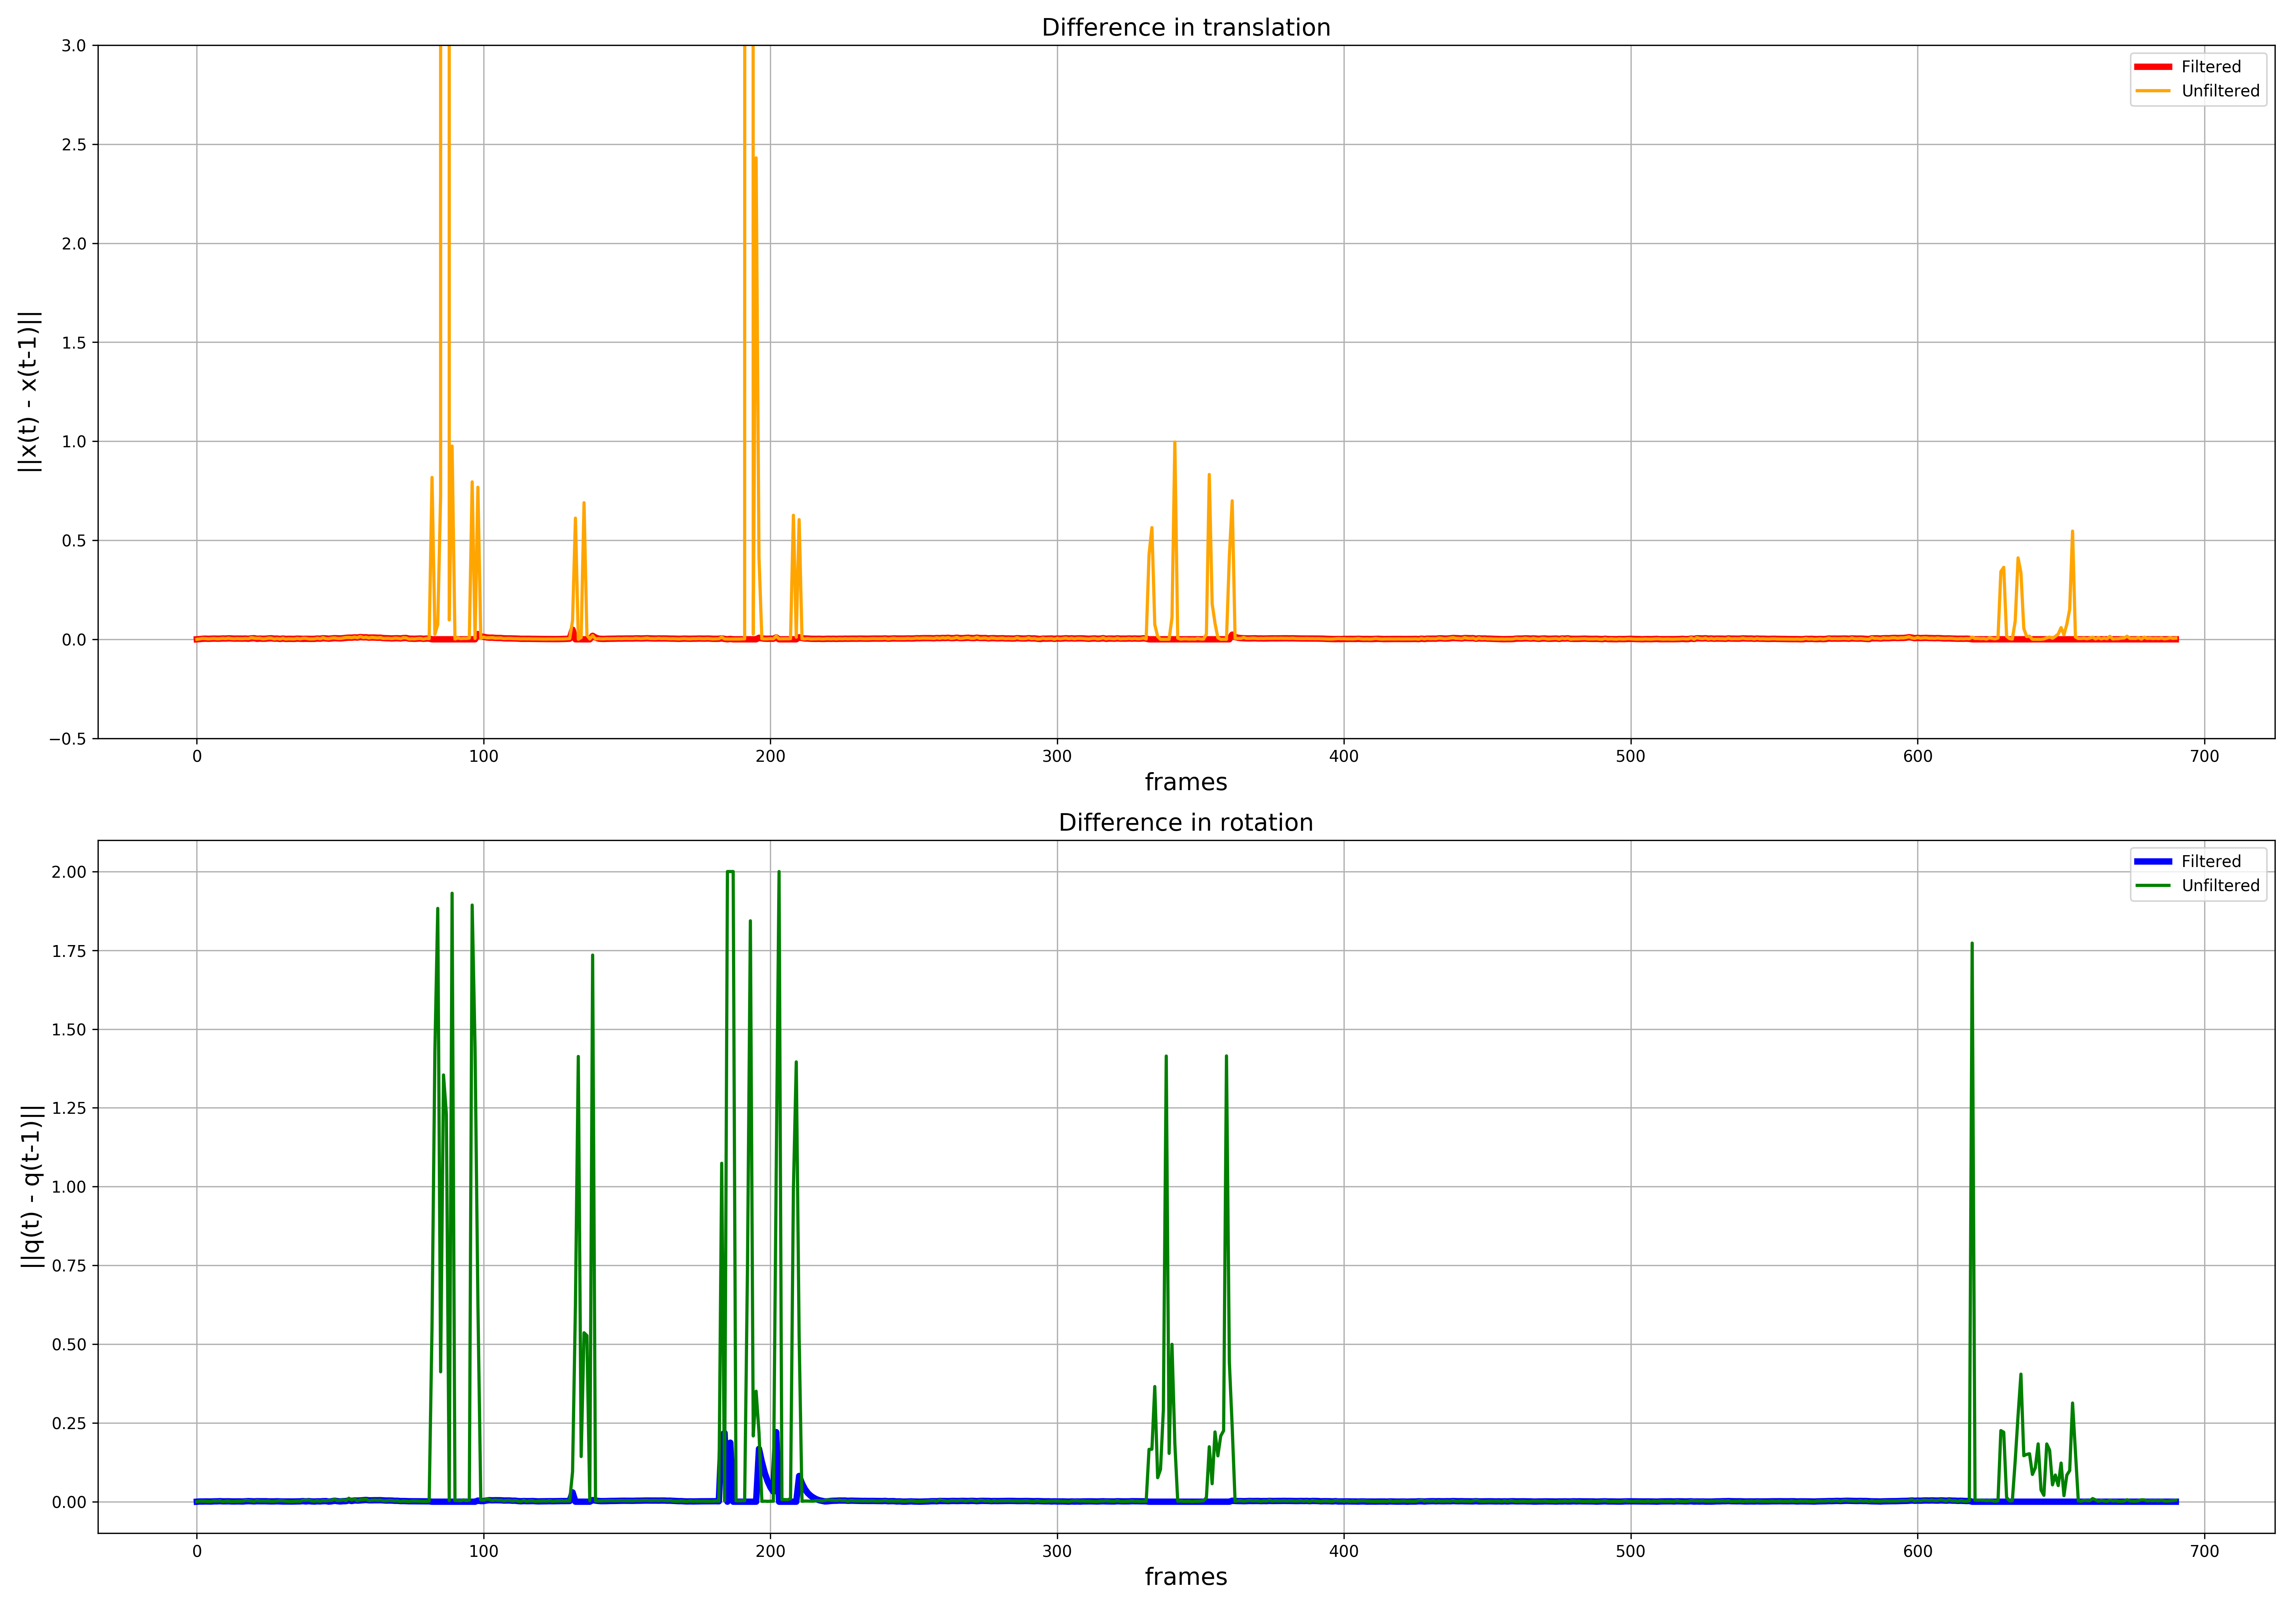 Difference in translation
3.0
2.5
2.0
1.5
1.0
0.5
0.0
−0.5
||x(t) - x(t-1)||
Filtered
Unfiltered
0 100 200 300 400 500 600 700
frames
Difference in rotation
2.00
1.75
1.50
1.25
1.00
0.75
0.50
0.25
0.00
||q(t) - q(t-1)||
Filtered
Unfiltered
0 100 200 300 400 500 600 700
frames